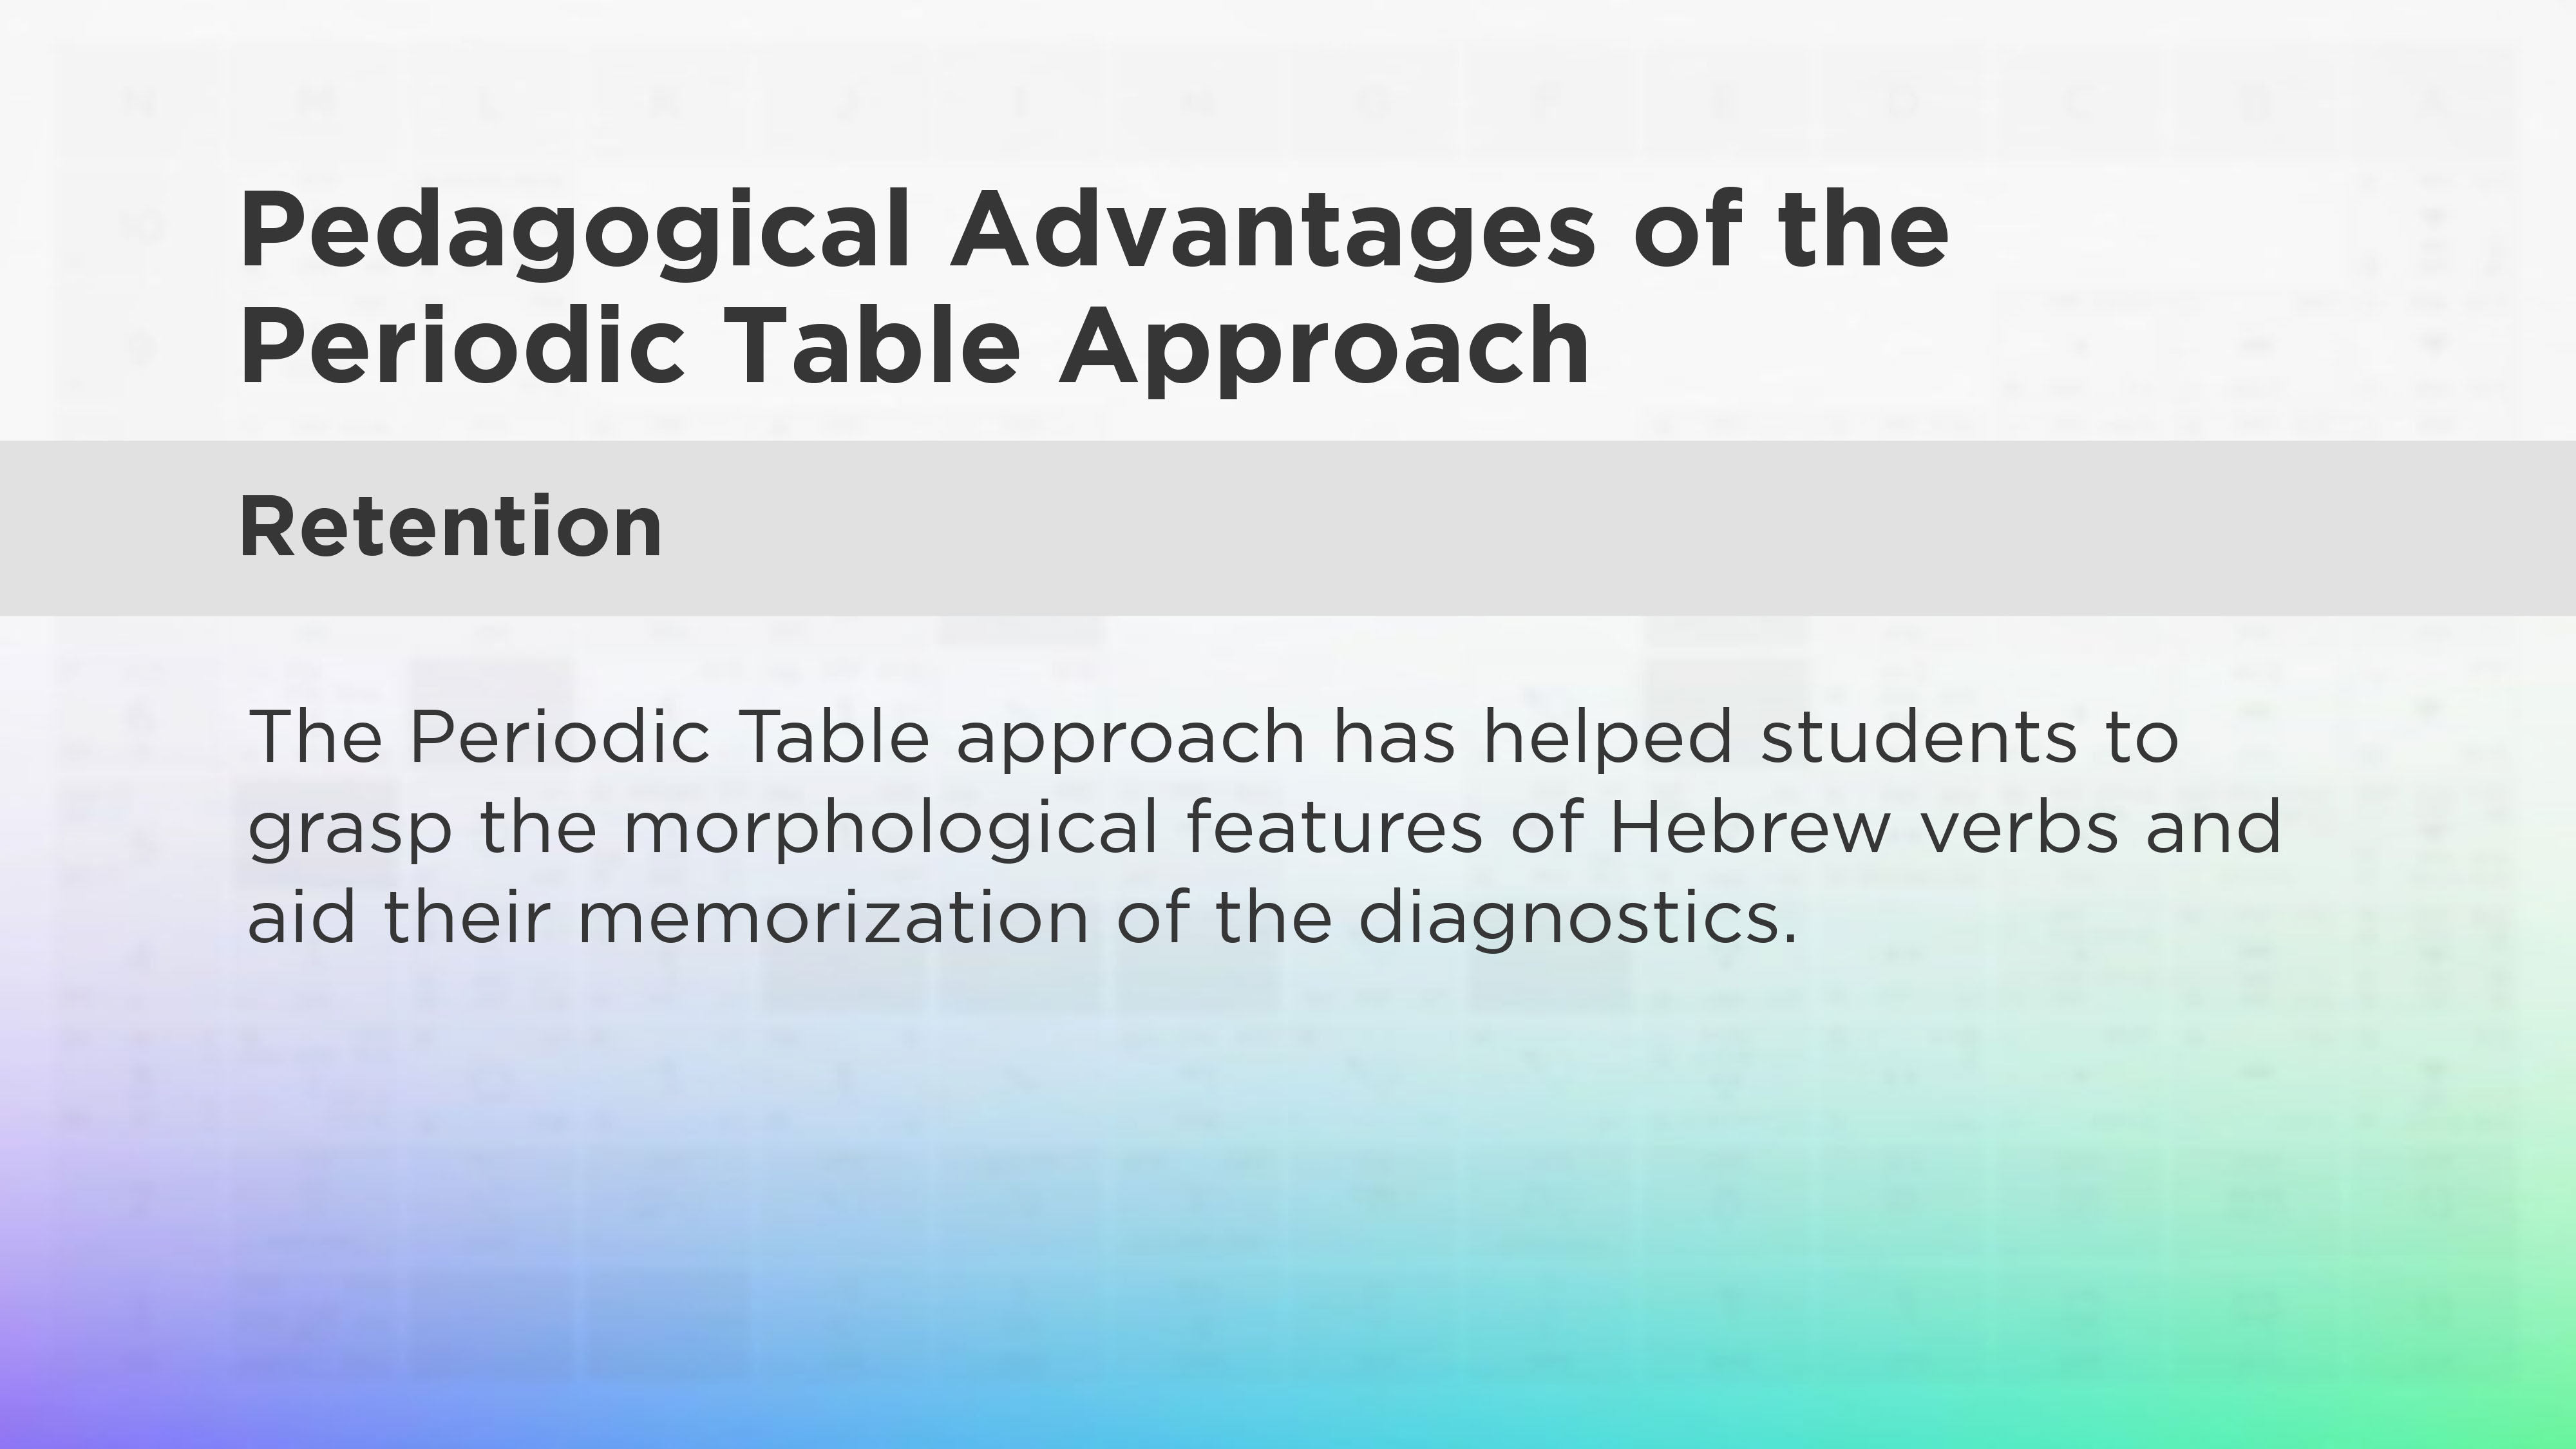 Pedagogical Advantages of the
Periodic Table Approach
Retention
The Periodic Table approach has helped students to
grasp the morphological features of Hebrew verbs and
aid their memorization of the diagnostics.